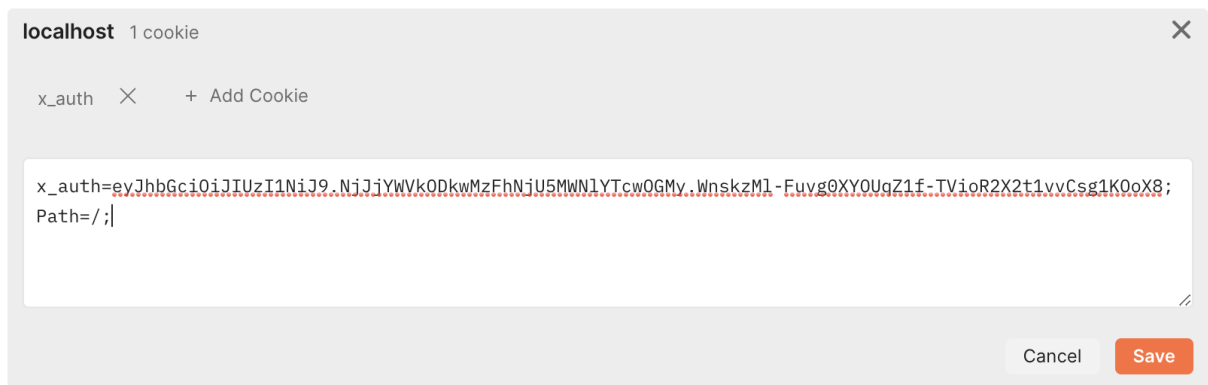 localhost 1 cookie
x_auth + Add Cookie
x_auth=eyJhbGciOiJIUzI1NiJ9.NjJjYWVkODkwMzFhNjU5MWNlYTcwOGMy.WnskzMl-Fuvg0XYOUqZ1f-TVioR2X2t1vvCsg1KOoX8;
Path=/;
Cancel Save